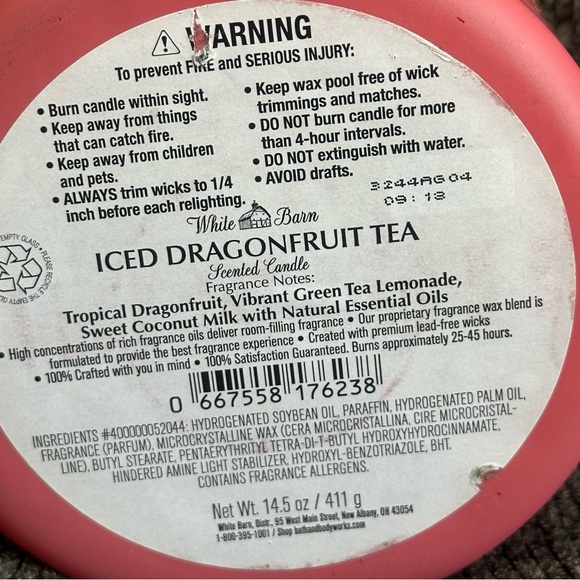 WARNING
To prevent FIRE and SERIOUS INJURY:
• Burn candle within sight.
• Keep away from things
that can catch fire.
• Keep away from children
and pets.
• ALWAYS trim wicks to 1/4
inch before each relighting.
• Keep wax pool free of wick
trimmings and matches.
• DO NOT burn candle for more
than 4-hour intervals.
• DO NOT extinguish with water.
• AVOID drafts.
3244AG04
09:18
White Barn
ICED DRAGONFRUIT TEA
Scented Candle
Fragrance Notes:
Tropical Dragonfruit, Vibrant Green Tea Lemonade,
Sweet Coconut Milk with Natural Essential Oils
• High concentrations of rich fragrance oils deliver room-filling fragrance • Our proprietary fragrance wax blend is
formulated to provide the best fragrance experience • Created with premium lead-free wicks
• 100% Crafted with you in mind • 100% Satisfaction Guaranteed. Burns approximately 25-45 hours.
EMPTY GLASS • PLEASE RECYCLE THE EMPTY
0 667558 176238
INGREDIENTS #400000052044: HYDROGENATED SOYBEAN OIL, PARAFFIN, HYDROGENATED PALM OIL,
FRAGRANCE (PARFUM), MICROCRYSTALLINE WAX (CERA MICROCRISTALLINA, CIRE MICROCRISTAL-
LINE), BUTYL STEARATE, PENTAERYTHRITYL TETRA-DI-T-BUTYL HYDROXYHYDROCINNAMATE,
HINDERED AMINE LIGHT STABILIZER, HYDROXYL-BENZOTRIAZOLE, BHT.
CONTAINS FRAGRANCE ALLERGENS.
Net Wt. 14.5 oz / 411 g
White Barn, Distr., 95 West Main Street, New Albany, OH 43054
1-800-395-1001 / Shop bathandbodyworks.com